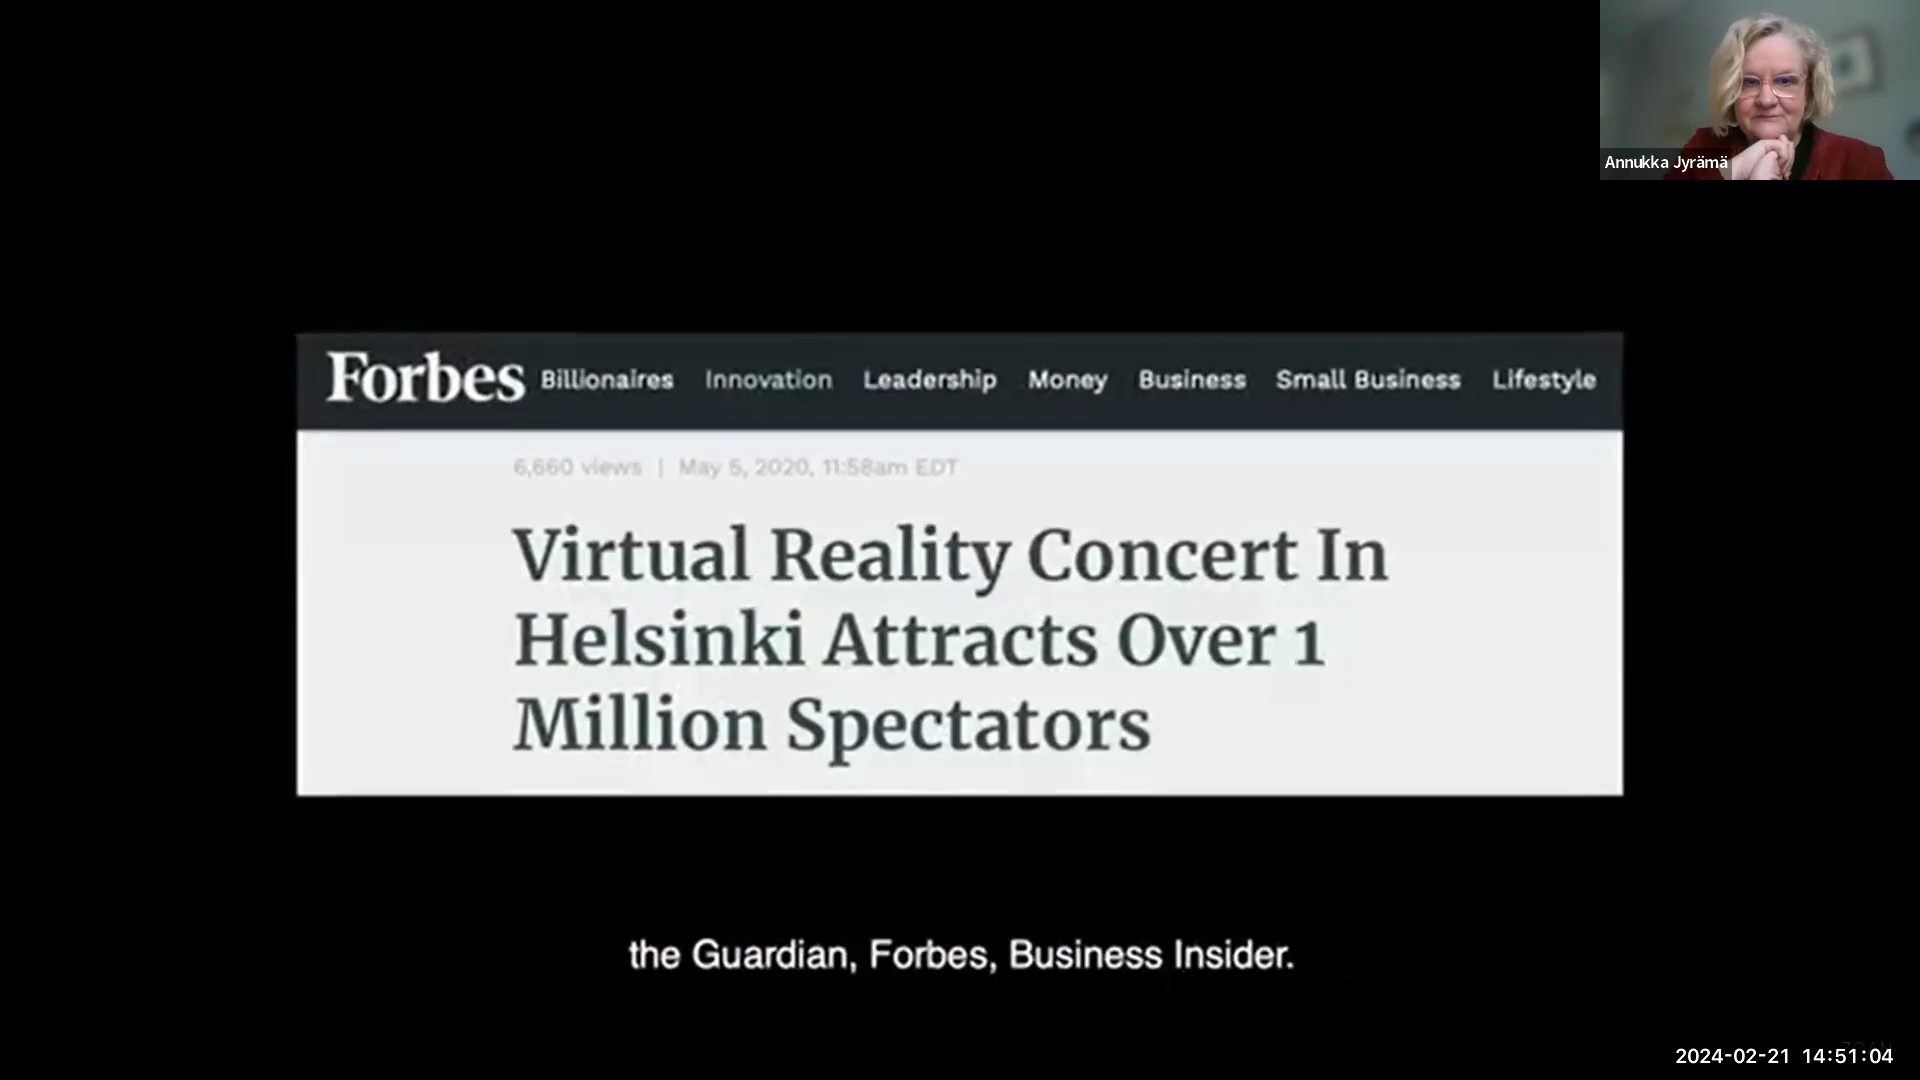 Annukka Jyrämä
Forbes Billionaires Innovation Leadership Money Business Small Business Lifestyle
6,660 views | May 5, 2020, 11:58am EDT
Virtual Reality Concert In
Helsinki Attracts Over 1
Million Spectators
the Guardian, Forbes, Business Insider.
2024-02-21 14:51:04